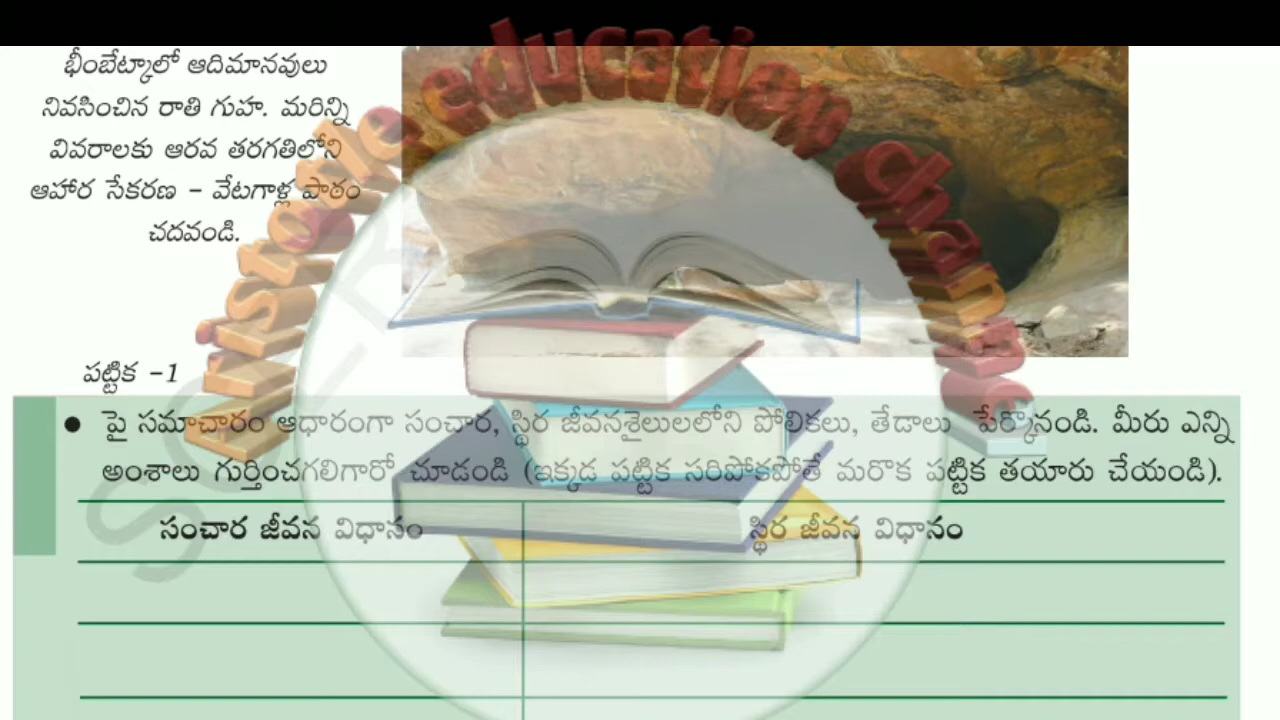 భీంబేట్కాలో ఆదిమానవులు
నివసించిన రాతి గుహ. మరిన్ని
వివరాలకు ఆరవ తరగతిలోని
ఆహార సేకరణ - వేటగాళ్ల పాఠం
చదవండి.
పట్టిక -1
● పై సమాచారం ఆధారంగా సంచార, స్థిర జీవనశైలులలోని పోలికలు, తేడాలు పేర్కొనండి. మీరు ఎన్ని
అంశాలు గుర్తించగలిగారో చూడండి (ఇక్కడ పట్టిక సరిపోకపోతే మరొక పట్టిక తయారు చేయండి).
సంచార జీవన విధానం
స్థిర జీవన విధానం
education